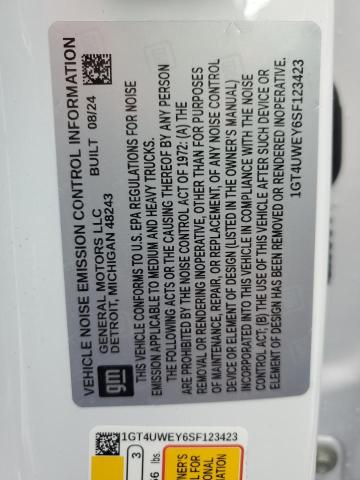 VEHICLE NOISE EMISSION CONTROL INFORMATION
GENERAL MOTORS LLC
DETROIT, MICHIGAN 48243
BUILT 08/24
gm
THIS VEHICLE CONFORMS TO U.S. EPA REGULATIONS FOR NOISE
EMISSION APPLICABLE TO MEDIUM AND HEAVY TRUCKS.
THE FOLLOWING ACTS OR THE CAUSING THEREOF BY ANY PERSON
ARE PROHIBITED BY THE NOISE CONTROL ACT OF 1972: (A) THE
REMOVAL OR RENDERING INOPERATIVE, OTHER THAN FOR PURPOSES
OF MAINTENANCE, REPAIR, OR REPLACEMENT, OF ANY NOISE CONTROL
DEVICE OR ELEMENT OF DESIGN (LISTED IN THE OWNER'S MANUAL)
INCORPORATED INTO THIS VEHICLE IN COMPLIANCE WITH THE NOISE
CONTROL ACT; (B) THE USE OF THIS VEHICLE AFTER SUCH DEVICE OR
ELEMENT OF DESIGN HAS BEEN REMOVED OR RENDERED INOPERATIVE.
1GT4UWEY6SF123423
1GT4UWEY6SF123423
3
lbs.